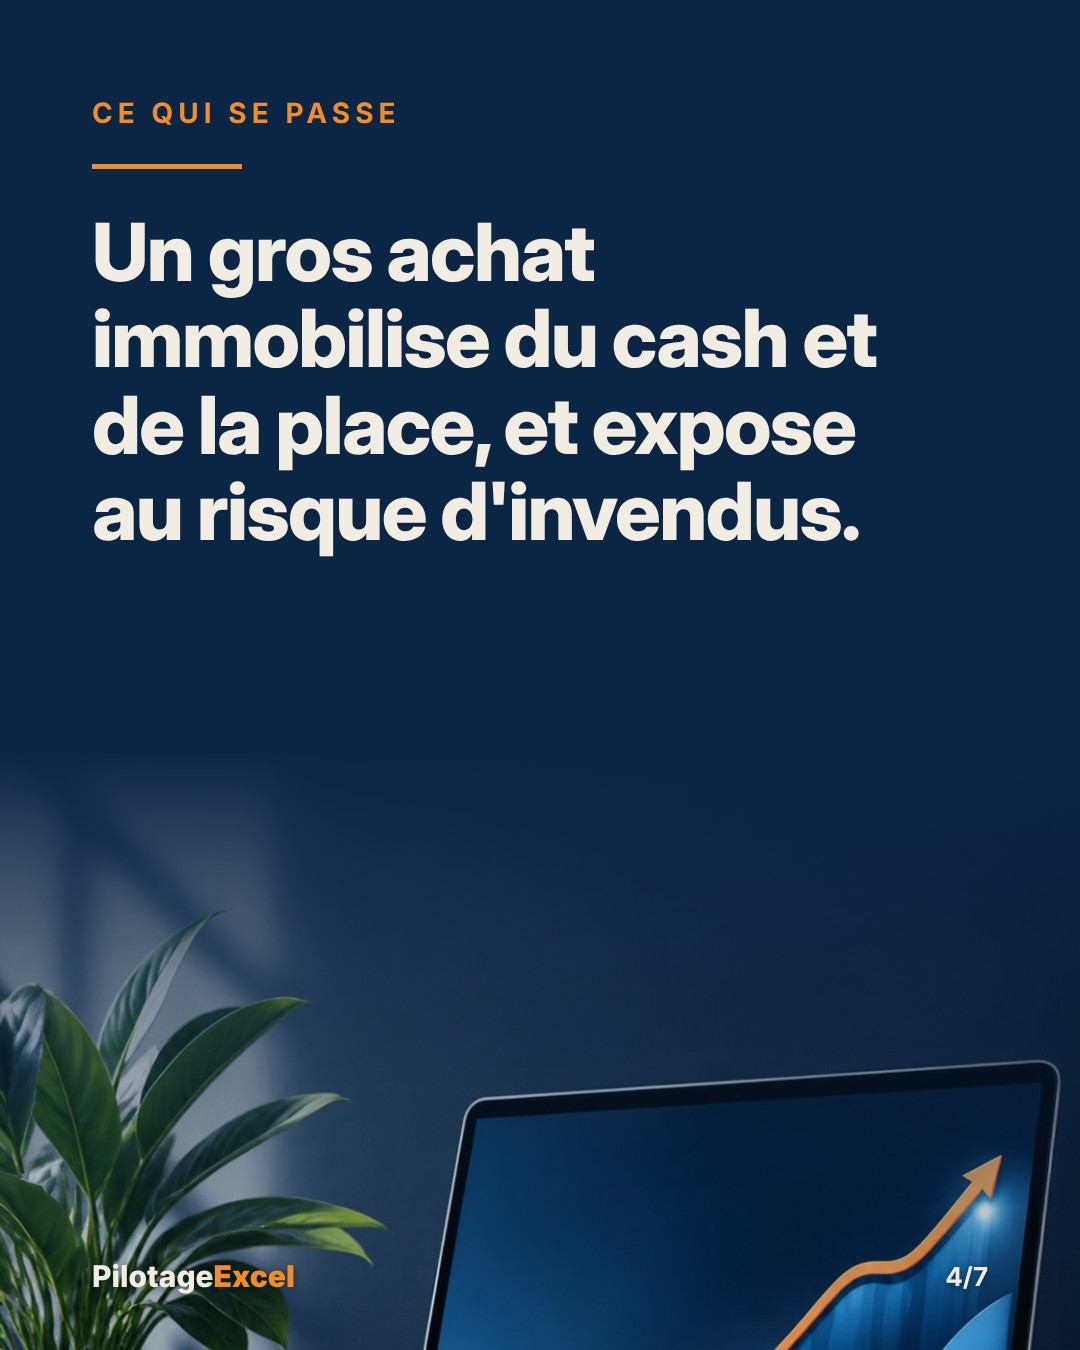 CE QUI SE PASSE
Un gros achat
immobilise du cash et
de la place, et expose
au risque d'invendus.
PilotageExcel
4/7